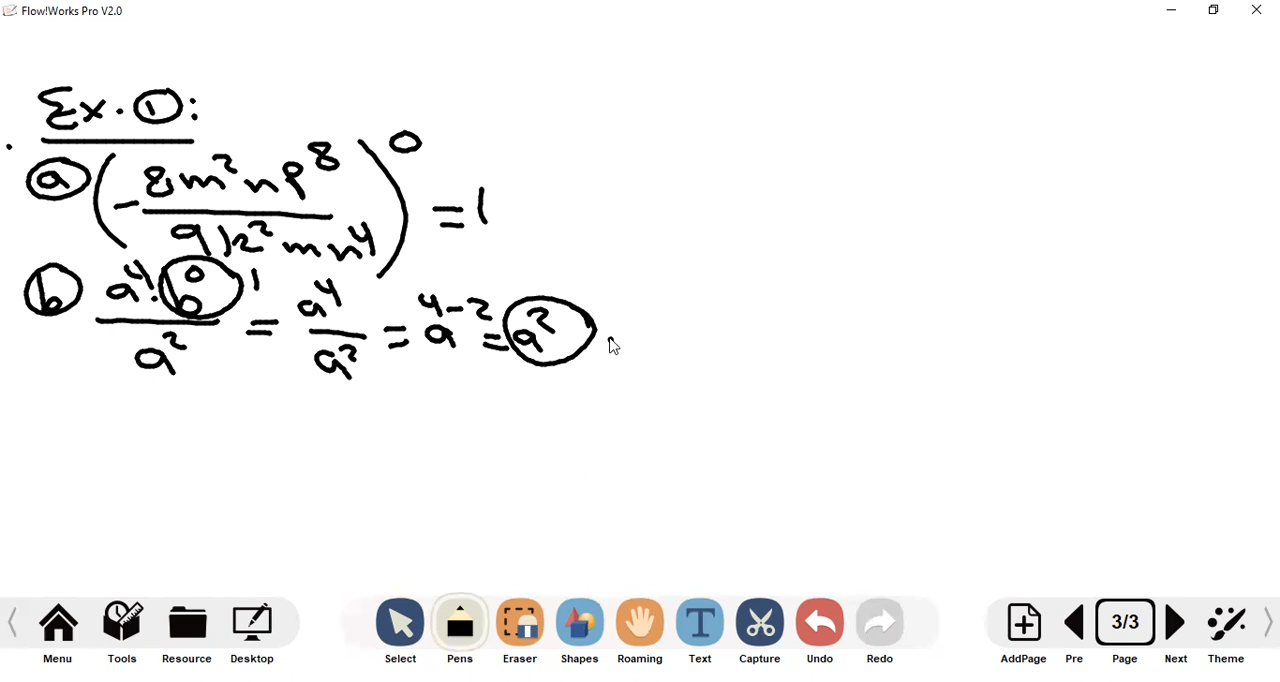 Flow!Works Pro V2.0
Ex. ①:
ⓐ (- 8m²np⁸ / 9k²mn⁴)⁰ = 1
ⓑ a⁴·b⁰ 1 / a² = a⁴ / a² = a⁴⁻² = a²
3/3
Menu Tools Resource Desktop Select Pens Eraser Shapes Roaming Text Capture Undo Redo AddPage Pre Page Next Theme